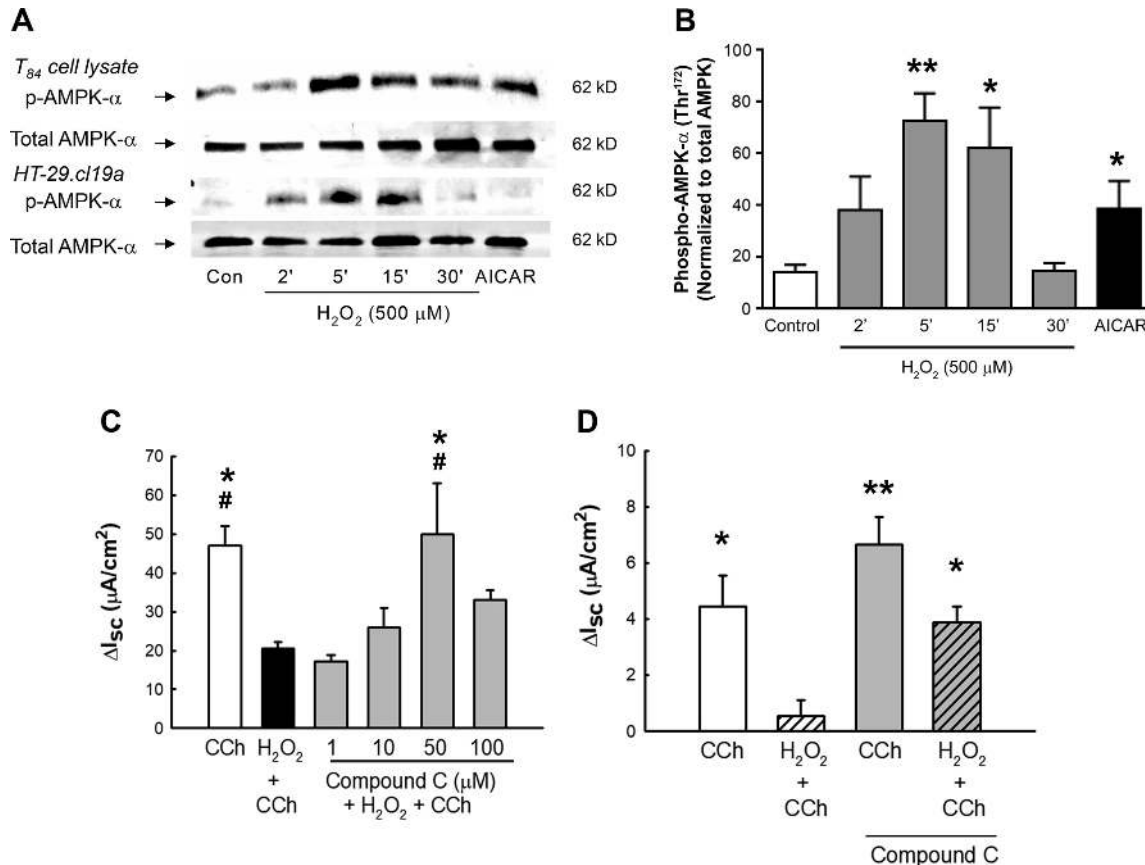 A
T₈₄ cell lysate
p-AMPK-α 62 kD
Total AMPK-α 62 kD
HT-29.cl19a
p-AMPK-α 62 kD
Total AMPK-α 62 kD
Con 2' 5' 15' 30' AICAR
H₂O₂ (500 μM)
B
Phospho-AMPK-α (Thr¹⁷²)
(Normalized to total AMPK)
100
80
60
40
20
0
** * *
Control 2' 5' 15' 30' AICAR
H₂O₂ (500 μM)
C
ΔI_SC (μA/cm²)
70
60
50
40
30
20
10
0
* *
# #
CCh H₂O₂ 1 10 50 100
+ Compound C (μM)
CCh + H₂O₂ + CCh
D
ΔI_SC (μA/cm²)
10
8
6
4
2
0
* ** *
CCh H₂O₂ CCh H₂O₂
+ +
CCh CCh
Compound C